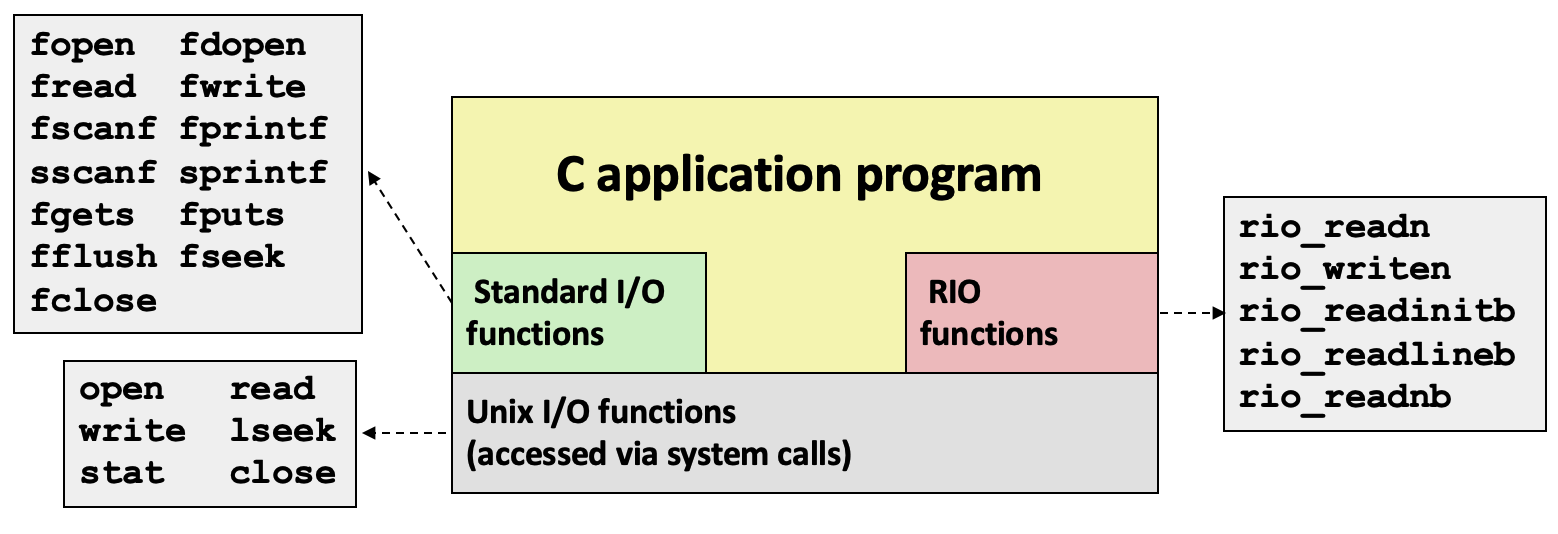 fopen fdopen
fread fwrite
fscanf fprintf
sscanf sprintf
fgets fputs
fflush fseek
fclose
C application program
Standard I/O
functions
RIO
functions
rio_readn
rio_writen
rio_readinitb
rio_readlineb
rio_readnb
open read
write lseek
stat close
Unix I/O functions
(accessed via system calls)